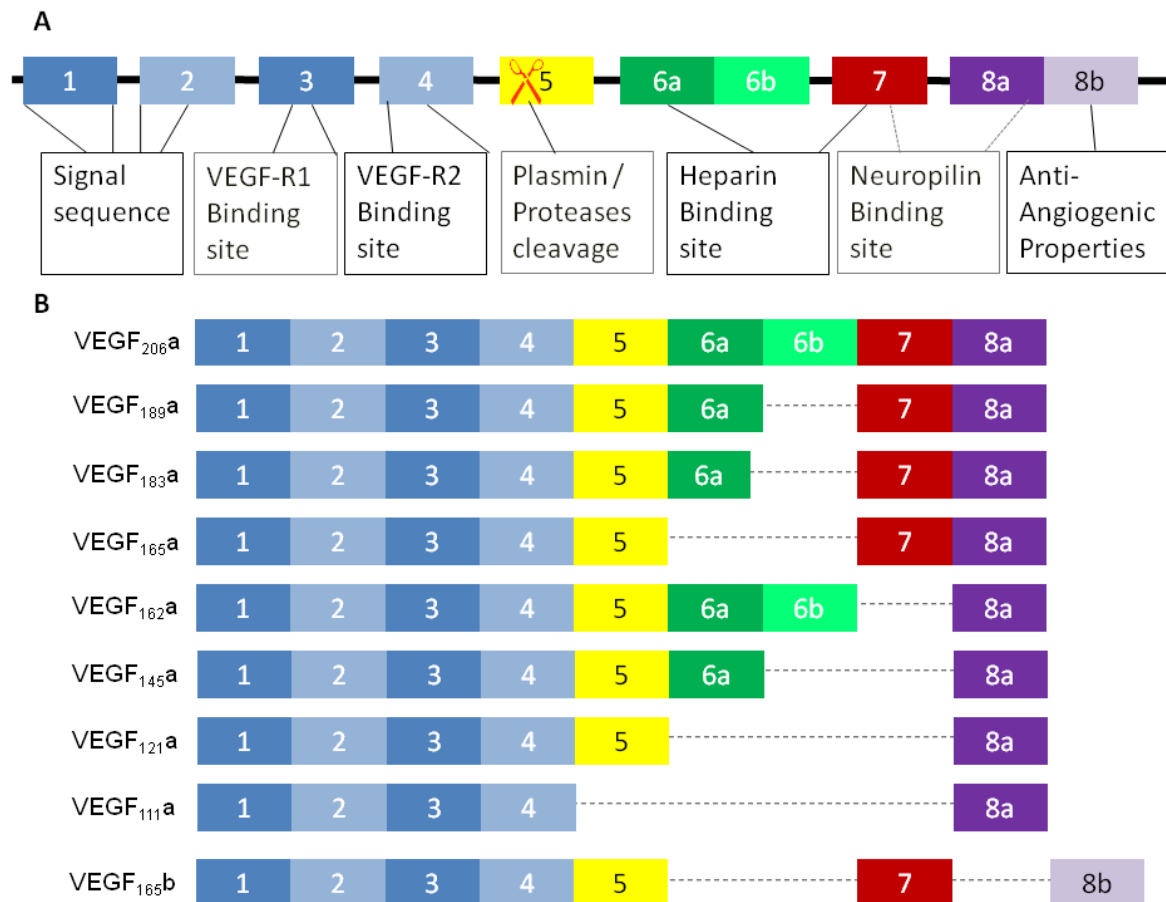 A
1 2 3 4 5 6a 6b 7 8a 8b
Signal
sequence
VEGF-R1
Binding
site
VEGF-R2
Binding
site
Plasmin /
Proteases
cleavage
Heparin
Binding
site
Neuropilin
Binding
site
Anti-
Angiogenic
Properties
B
VEGF206a 1 2 3 4 5 6a 6b 7 8a
VEGF189a 1 2 3 4 5 6a 7 8a
VEGF183a 1 2 3 4 5 6a 7 8a
VEGF165a 1 2 3 4 5 7 8a
VEGF162a 1 2 3 4 5 6a 6b 8a
VEGF145a 1 2 3 4 5 6a 8a
VEGF121a 1 2 3 4 5 8a
VEGF111a 1 2 3 4 8a
VEGF165b 1 2 3 4 5 7 8b